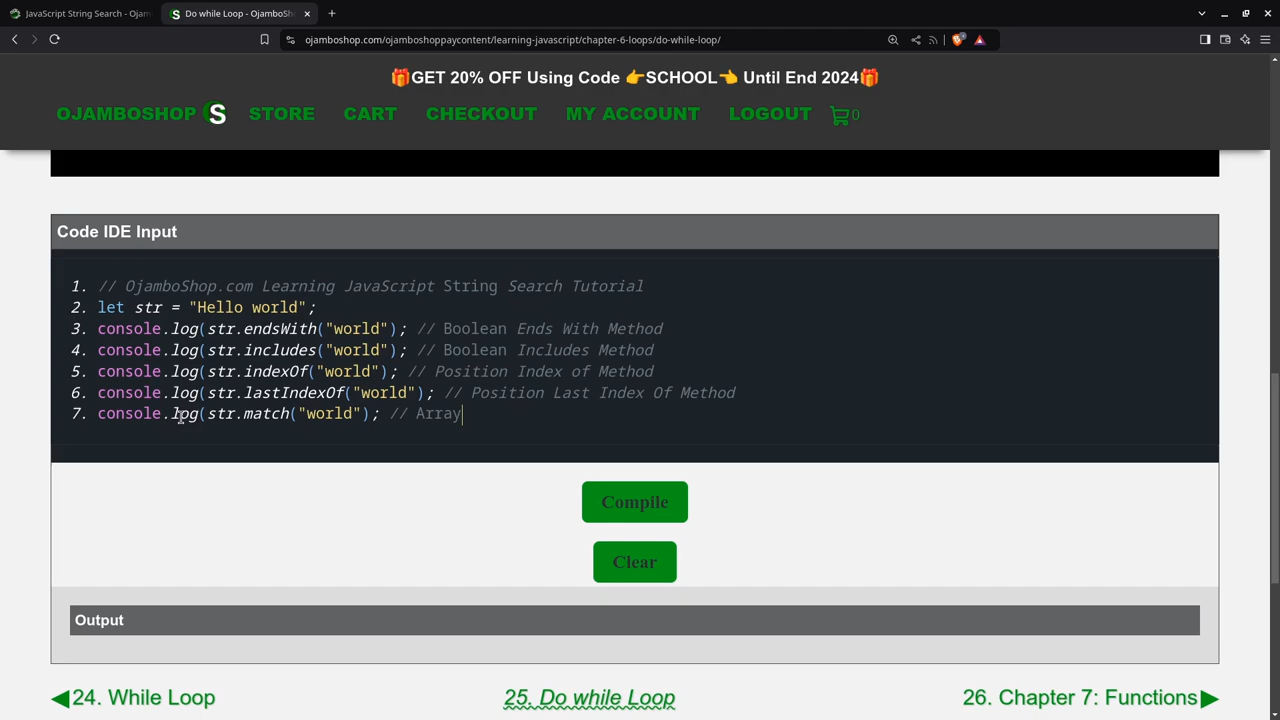 JavaScript String Search - Ojam
Do while Loop - OjamboSh
ojamboshop.com/ojamboshoppaycontent/learning-javascript/chapter-6-loops/do-while-loop/
🎁GET 20% OFF Using Code 👉SCHOOL👈 Until End 2024🎁
OJAMBOSHOP S STORE CART CHECKOUT MY ACCOUNT LOGOUT 0
Code IDE Input
1. // OjamboShop.com Learning JavaScript String Search Tutorial
2. let str = "Hello world";
3. console.log(str.endsWith("world"); // Boolean Ends With Method
4. console.log(str.includes("world"); // Boolean Includes Method
5. console.log(str.indexOf("world"); // Position Index of Method
6. console.log(str.lastIndexOf("world"); // Position Last Index Of Method
7. console.log(str.match("world"); // Array
Compile
Clear
Output
◀24. While Loop
25. Do while Loop
26. Chapter 7: Functions▶